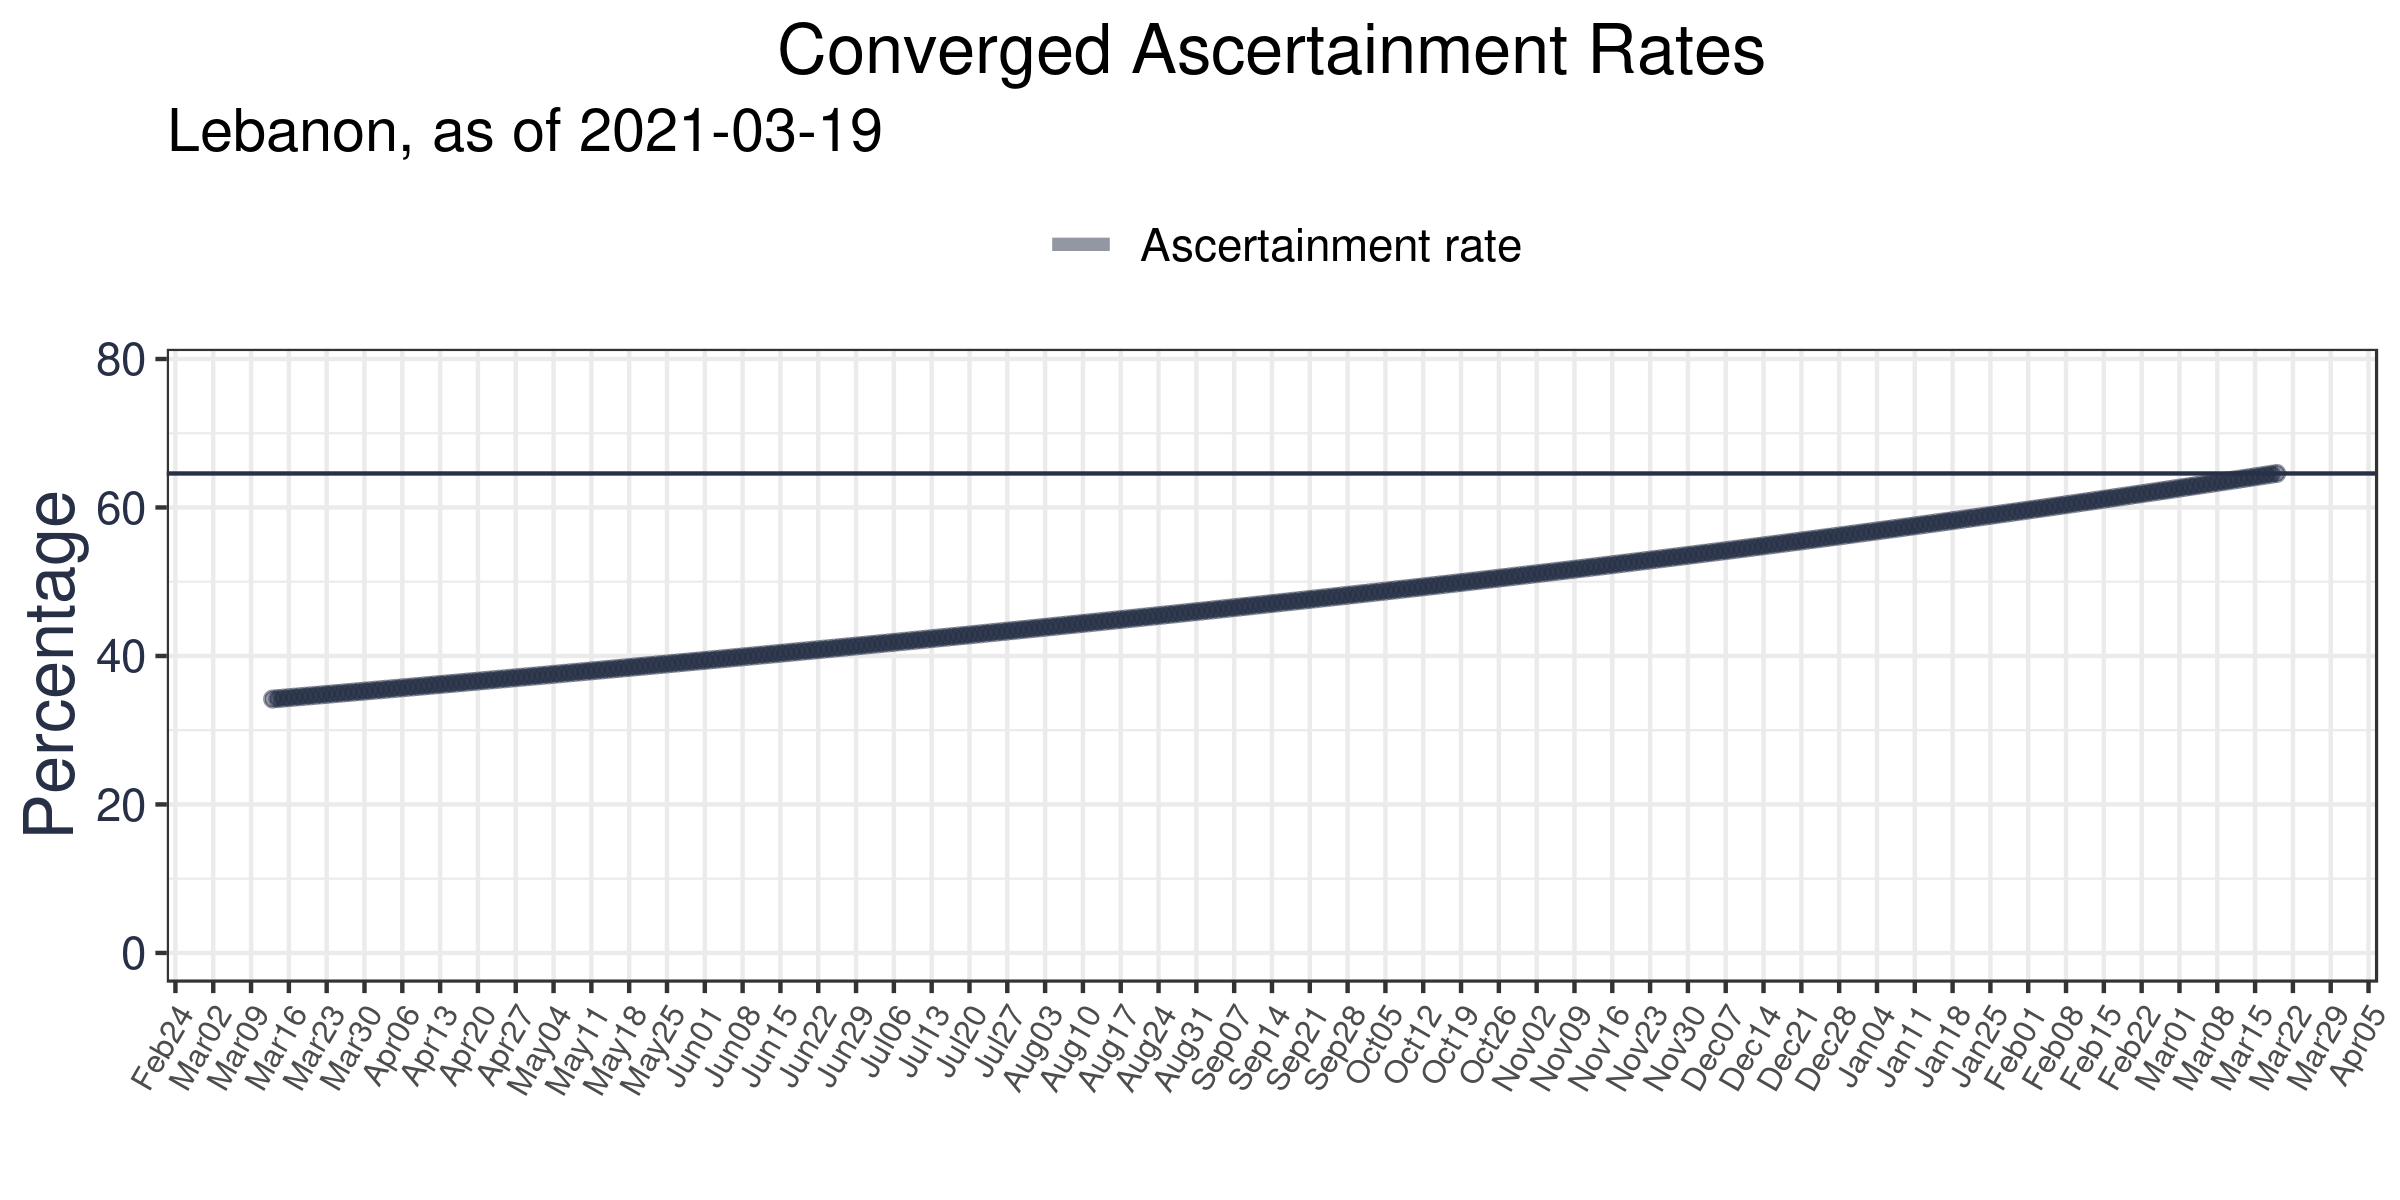 Converged Ascertainment Rates
Lebanon, as of 2021-03-19
Ascertainment rate
Percentage
80
60
40
20
0
Feb24
Mar02
Mar09
Mar16
Mar23
Mar30
Apr06
Apr13
Apr20
Apr27
May04
May11
May18
May25
Jun01
Jun08
Jun15
Jun22
Jun29
Jul06
Jul13
Jul20
Jul27
Aug03
Aug10
Aug17
Aug24
Aug31
Sep07
Sep14
Sep21
Sep28
Oct05
Oct12
Oct19
Oct26
Nov02
Nov09
Nov16
Nov23
Nov30
Dec07
Dec14
Dec21
Dec28
Jan04
Jan11
Jan18
Jan25
Feb01
Feb08
Feb15
Feb22
Mar01
Mar08
Mar15
Mar22
Mar29
Apr05